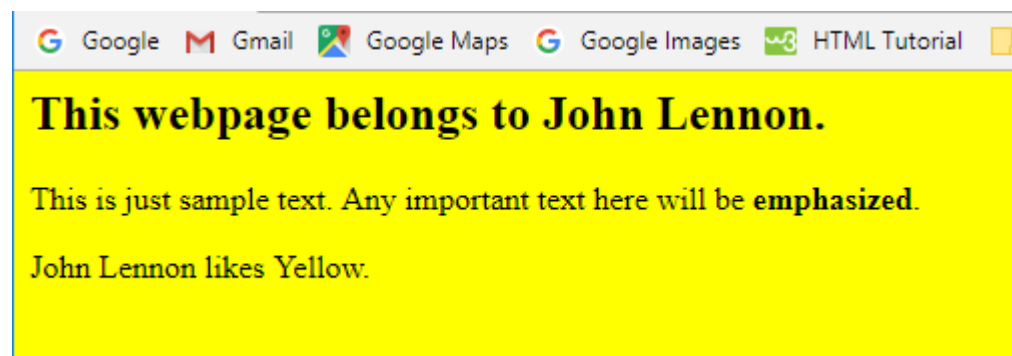 Google Gmail Google Maps Google Images HTML Tutorial
This webpage belongs to John Lennon.
This is just sample text. Any important text here will be emphasized.
John Lennon likes Yellow.